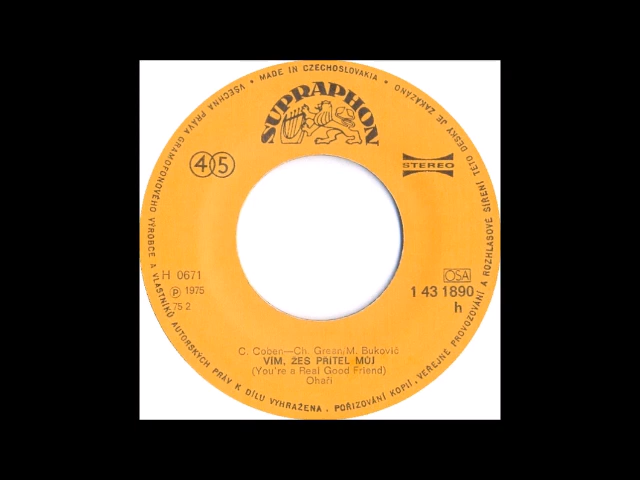 VŠECHNA PRÁVA GRAMOFONOVÉHO VÝROBCE A VLASTNÍKŮ AUTORSKÝCH PRÁV K DÍLU VYHRAŽENA. POŘIZOVÁNÍ KOPIÍ, VEŘEJNÉ PROVOZOVÁNÍ A ROZHLASOVÉ ŠÍŘENÍ TÉTO DESKY JE ZAKÁZÁNO
• MADE IN CZECHOSLOVAKIA •
SUPRAPHON
45
STEREO
H 0671
Ⓟ 1975
75 2
OSA
1 43 1890
h
C. Coben—Ch. Grean/M. Bukovič
VÍM, ŽES PŘÍTEL MŮJ
(You're a Real Good Friend)
Ohaři